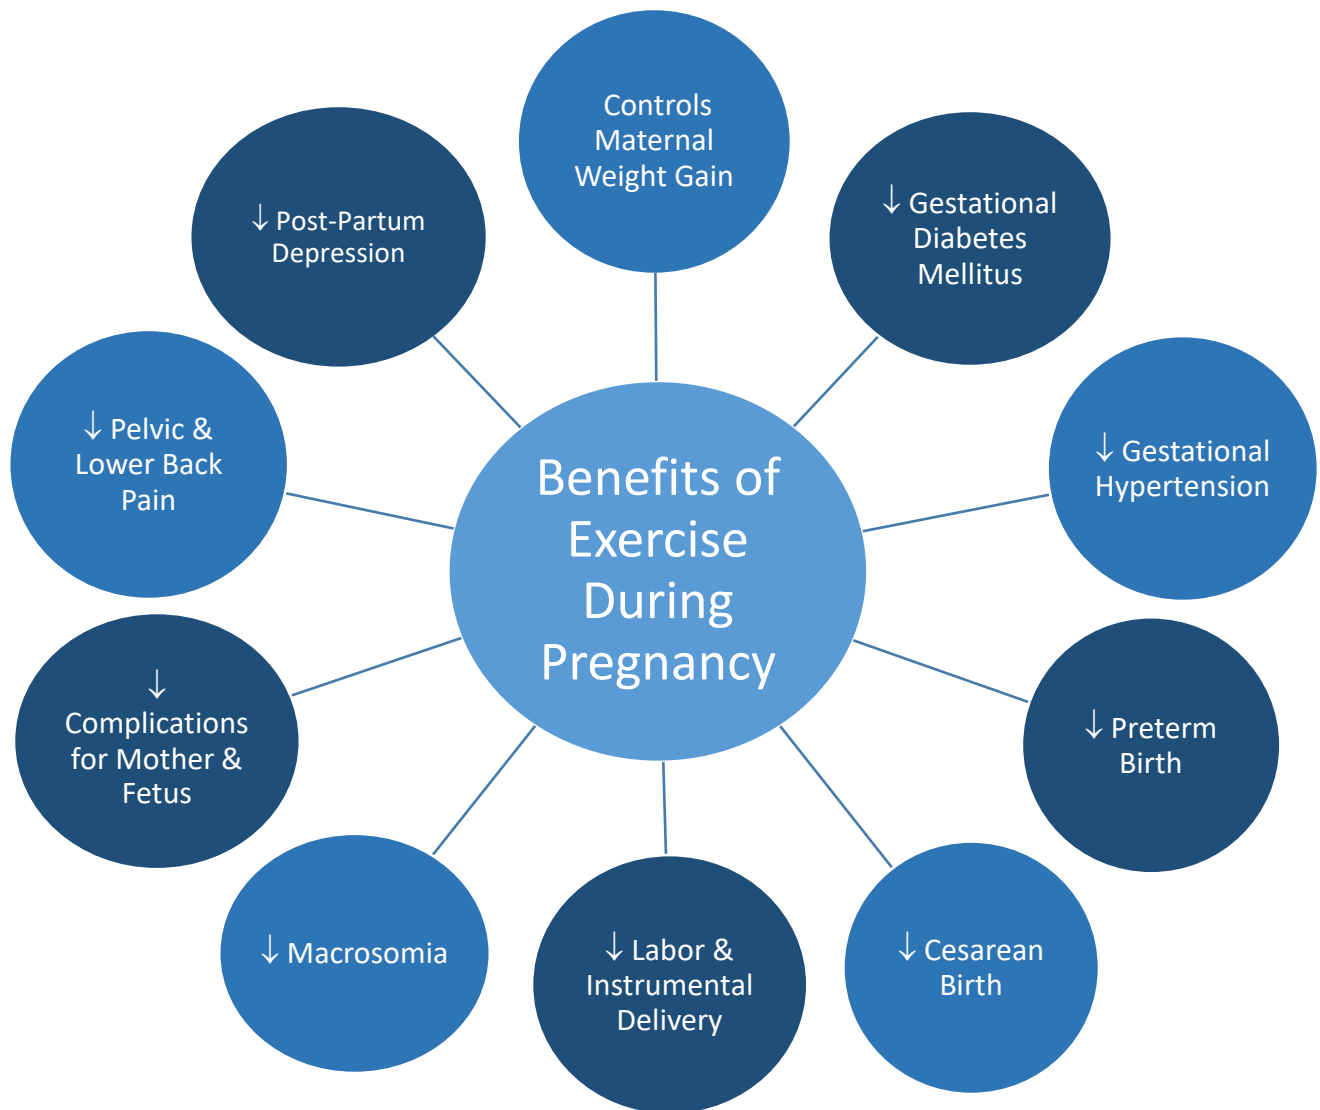 Controls
Maternal
Weight Gain
↓ Gestational
Diabetes
Mellitus
↓ Gestational
Hypertension
↓ Preterm
Birth
↓ Cesarean
Birth
↓ Labor &
Instrumental
Delivery
↓ Macrosomia
↓
Complications
for Mother &
Fetus
↓ Pelvic &
Lower Back
Pain
↓ Post-Partum
Depression
Benefits of
Exercise
During
Pregnancy